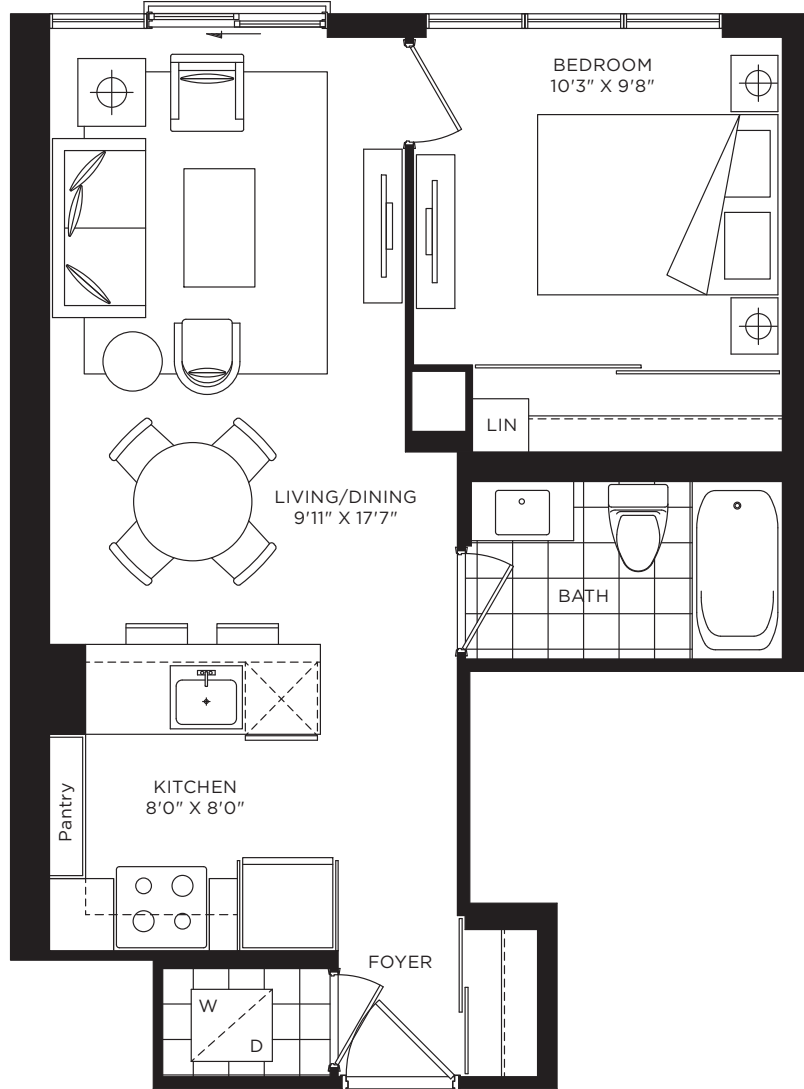 BEDROOM
10'3" X 9'8"
LIN
LIVING/DINING
9'11" X 17'7"
BATH
KITCHEN
8'0" X 8'0"
Pantry
FOYER
W
D